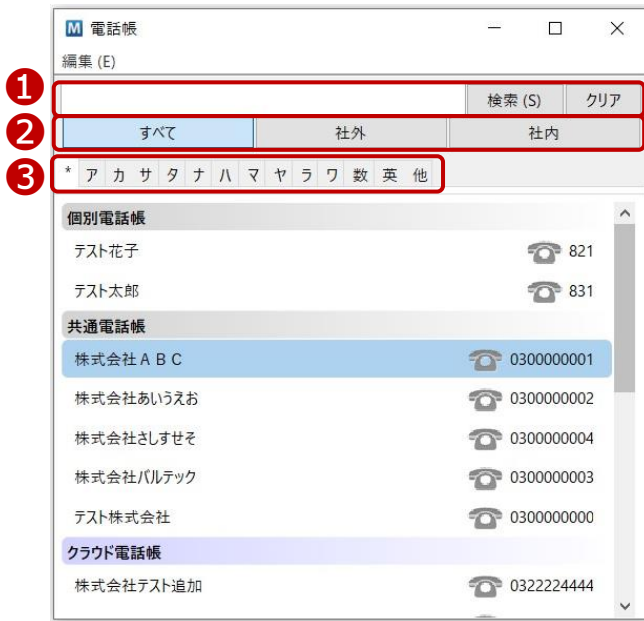 M 電話帳
編集 (E)
❶ 検索 (S) クリア
❷ すべて 社外 社内
❸ * ア カ サ タ ナ ハ マ ヤ ラ ワ 数 英 他
個別電話帳
テスト花子 821
テスト太郎 831
共通電話帳
株式会社ＡＢＣ 0300000001
株式会社あいうえお 0300000002
株式会社さしすせそ 0300000004
株式会社バルテック 0300000003
テスト株式会社 0300000000
クラウド電話帳
株式会社テスト追加 0322224444